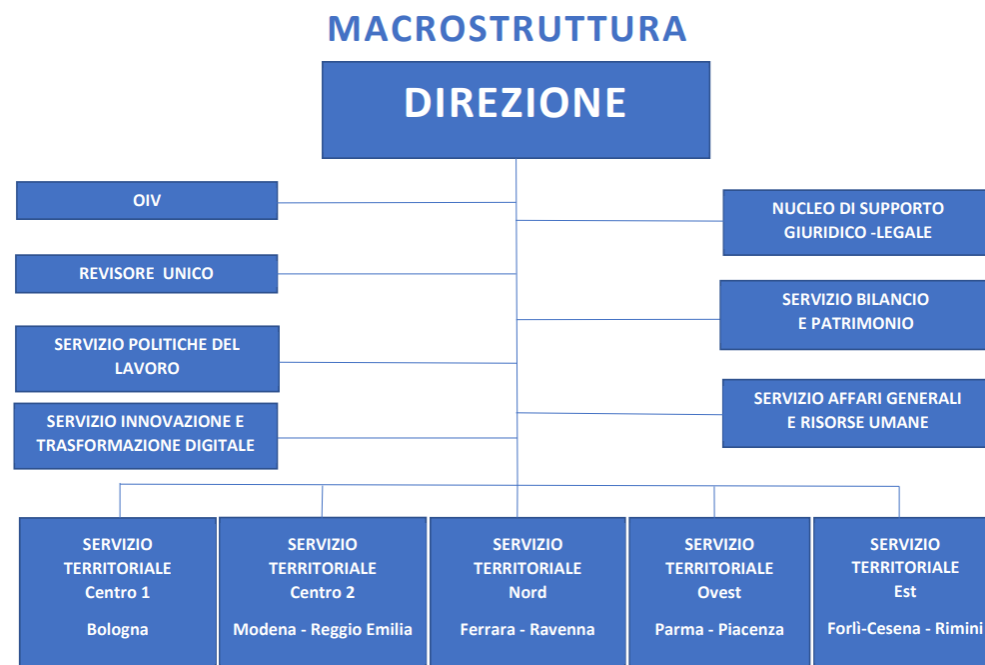 MACROSTRUTTURA
DIREZIONE
OIV
REVISORE UNICO
SERVIZIO POLITICHE DEL
LAVORO
SERVIZIO INNOVAZIONE E
TRASFORMAZIONE DIGITALE
NUCLEO DI SUPPORTO
GIURIDICO -LEGALE
SERVIZIO BILANCIO
E PATRIMONIO
SERVIZIO AFFARI GENERALI
E RISORSE UMANE
SERVIZIO
TERRITORIALE
Centro 1
Bologna
SERVIZIO
TERRITORIALE
Centro 2
Modena - Reggio Emilia
SERVIZIO
TERRITORIALE
Nord
Ferrara - Ravenna
SERVIZIO
TERRITORIALE
Ovest
Parma - Piacenza
SERVIZIO
TERRITORIALE
Est
Forlì-Cesena - Rimini